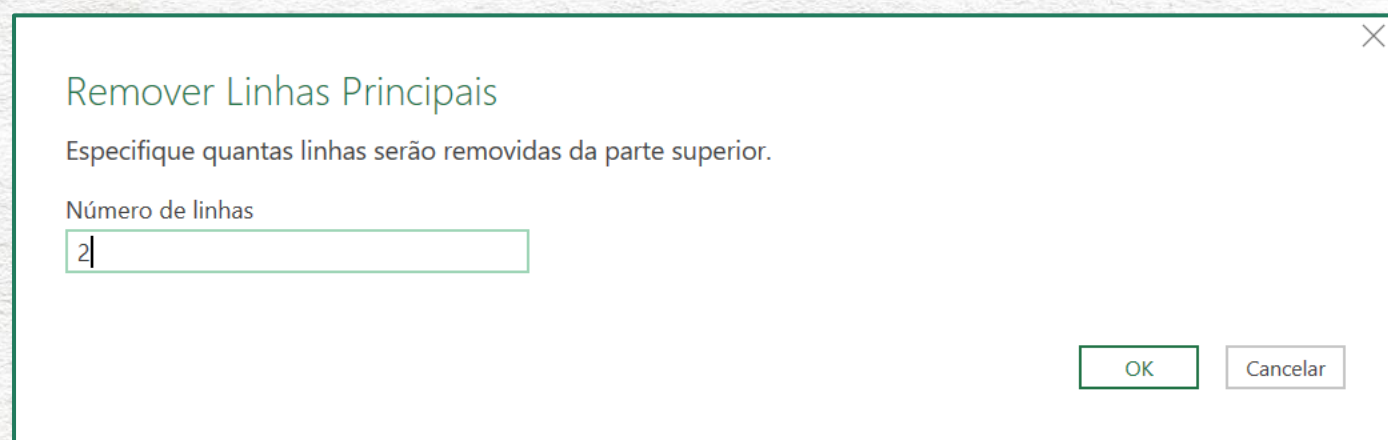 Remover Linhas Principais
Especifique quantas linhas serão removidas da parte superior.
Número de linhas
2
OK
Cancelar